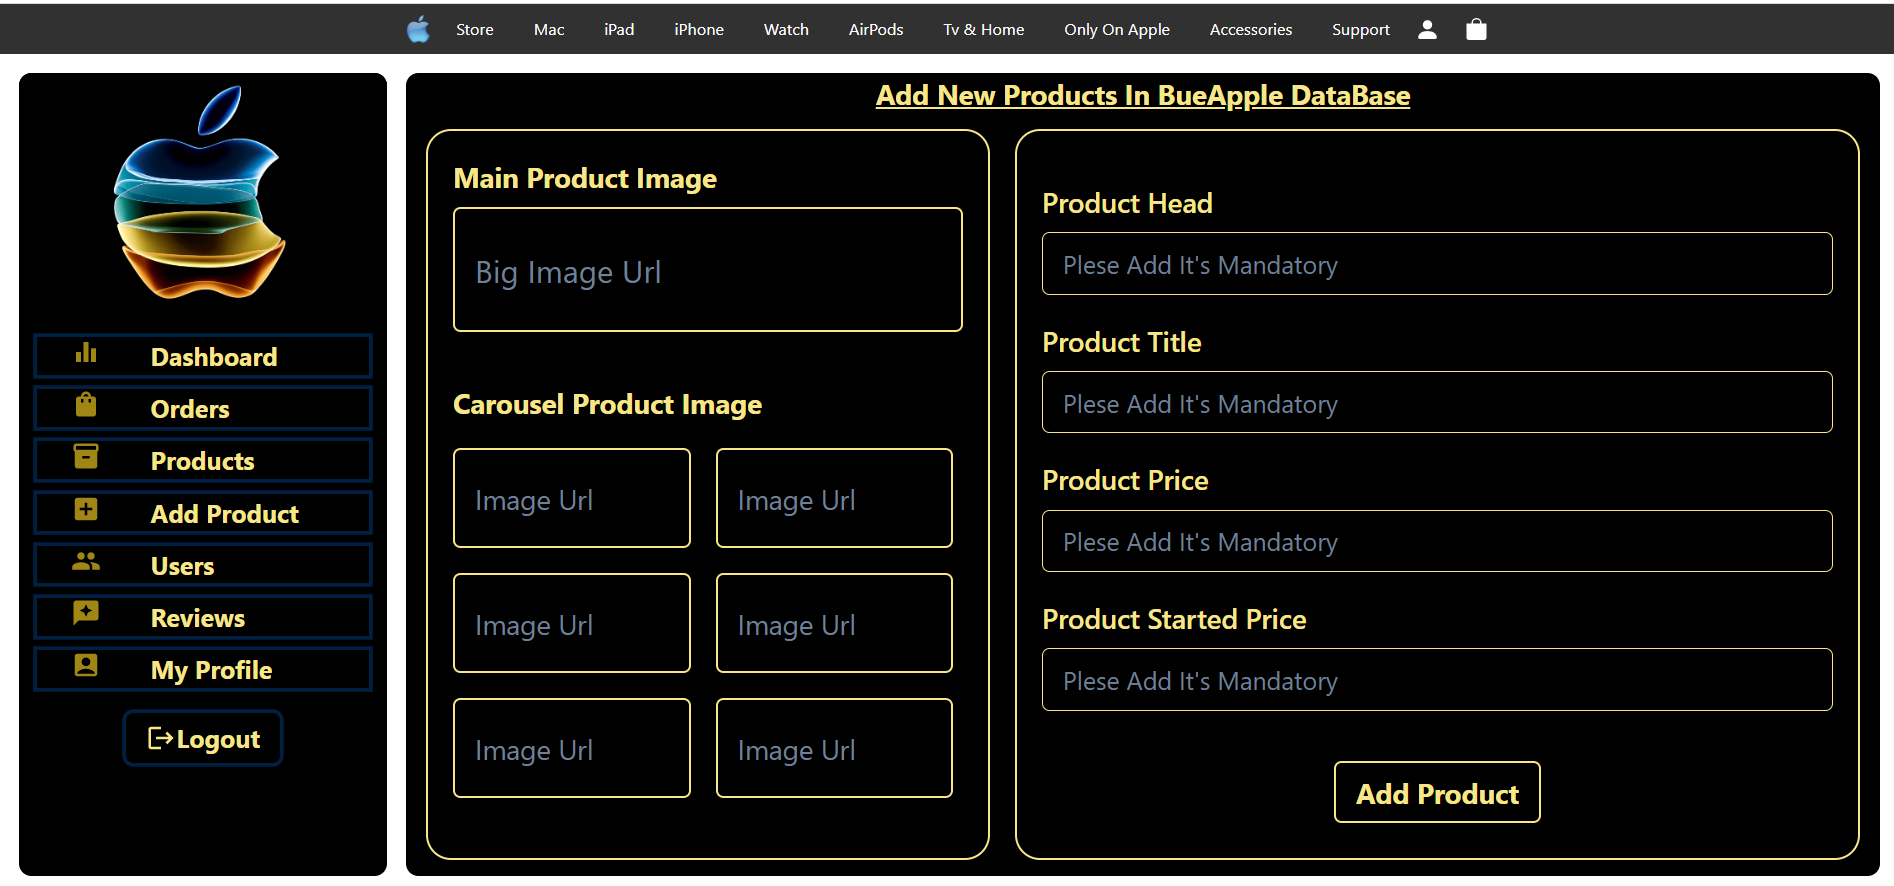 Store Mac iPad iPhone Watch AirPods Tv & Home Only On Apple Accessories Support
Dashboard
Orders
Products
Add Product
Users
Reviews
My Profile
Logout
Add New Products In BueApple DataBase
Main Product Image
Big Image Url
Carousel Product Image
Image Url Image Url
Image Url Image Url
Image Url Image Url
Product Head
Plese Add It's Mandatory
Product Title
Plese Add It's Mandatory
Product Price
Plese Add It's Mandatory
Product Started Price
Plese Add It's Mandatory
Add Product